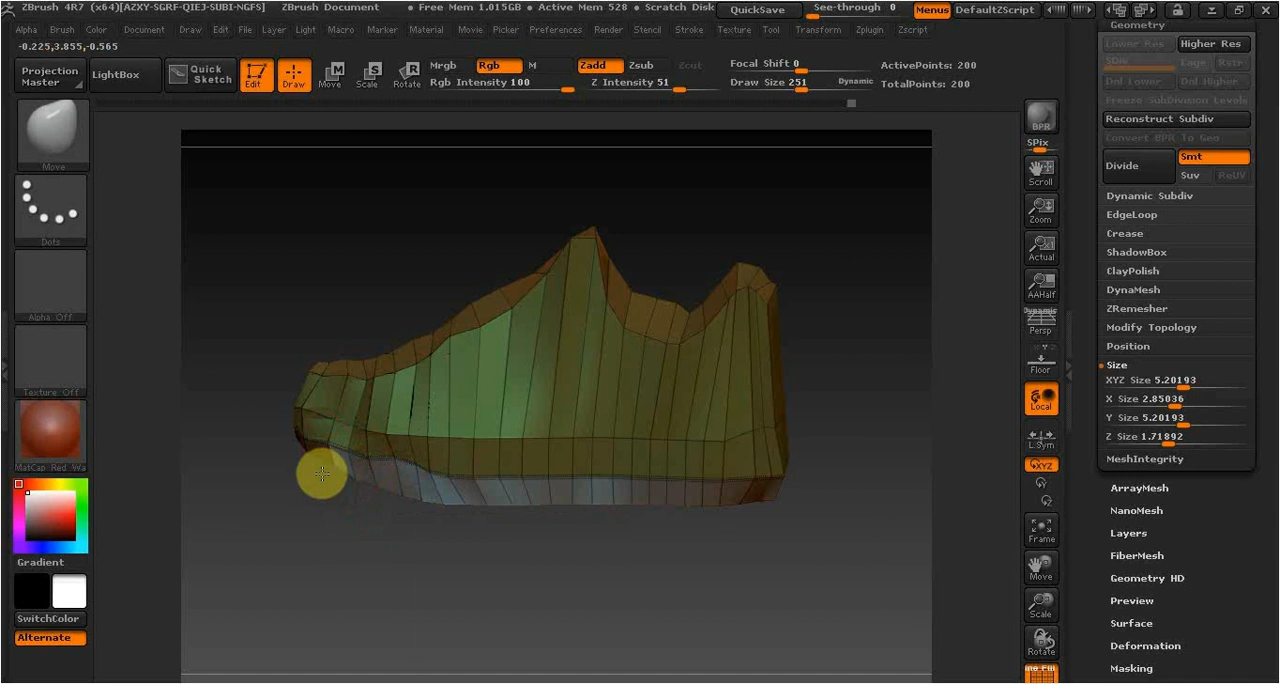 ZBrush 4R7 (x64)[AZXY-SGRF-QIEJ-SUBI-NGFS] ZBrush Document • Free Mem 1.015GB • Active Mem 528 • Scratch Disk QuickSave See-through 0 Menus DefaultZScript
Alpha Brush Color Document Draw Edit File Layer Light Macro Marker Material Movie Picker Preferences Render Stencil Stroke Texture Tool Transform Zplugin Zscript
-0.225,3.855,-0.565
Projection Master
LightBox
Quick Sketch
Edit
Draw
Move
Scale
Rotate
Mrgb Rgb M
Rgb Intensity 100
Zadd Zsub Zcut
Z Intensity 51
Focal Shift 0
Draw Size 251 Dynamic
ActivePoints: 200
TotalPoints: 200
Move
Dots
Alpha Off
Texture Off
MatCap Red Wa
Gradient
SwitchColor
Alternate
BPR
SPix
Scroll
Zoom
Actual
AAHalf
Dynamic
Persp
Floor
Local
L.Sym
XYZ
Y
Z
Frame
Move
Scale
Rotate
Geometry
Lower Res Higher Res
SDiv Cage Rstr
Del Lower Del Higher
Freeze SubDivision Levels
Reconstruct Subdiv
Convert BPR To Geo
Divide
Smt
Suv ReUV
Dynamic Subdiv
EdgeLoop
Crease
ShadowBox
ClayPolish
DynaMesh
ZRemesher
Modify Topology
Position
Size
XYZ Size 5.20193
X Size 2.85036
Y Size 5.20193
Z Size 1.71892
MeshIntegrity
ArrayMesh
NanoMesh
Layers
FiberMesh
Geometry HD
Preview
Surface
Deformation
Masking